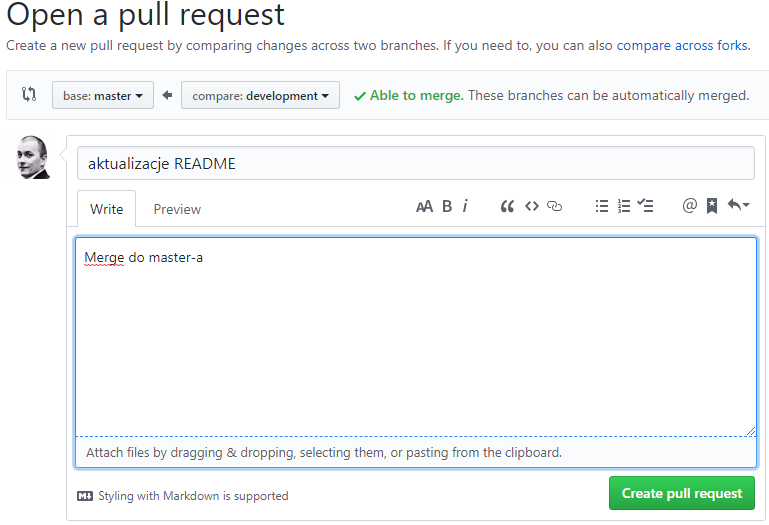 Open a pull request
Create a new pull request by comparing changes across two branches. If you need to, you can also compare across forks.
base: master compare: development Able to merge. These branches can be automatically merged.
aktualizacje README
Write Preview AA B i @
Merge do master-a
Attach files by dragging & dropping, selecting them, or pasting from the clipboard.
M Styling with Markdown is supported
Create pull request